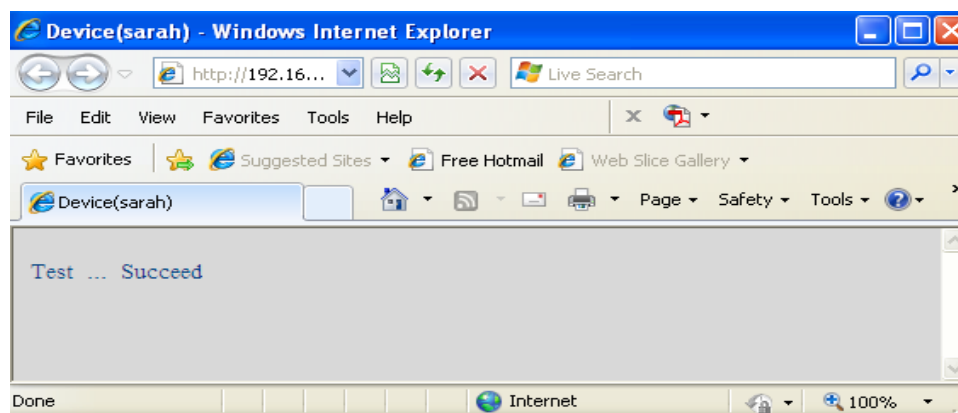 Device(sarah) - Windows Internet Explorer
http://192.16... Live Search
File Edit View Favorites Tools Help
Favorites Suggested Sites Free Hotmail Web Slice Gallery
Device(sarah) Page Safety Tools
Test ... Succeed
Done Internet 100%